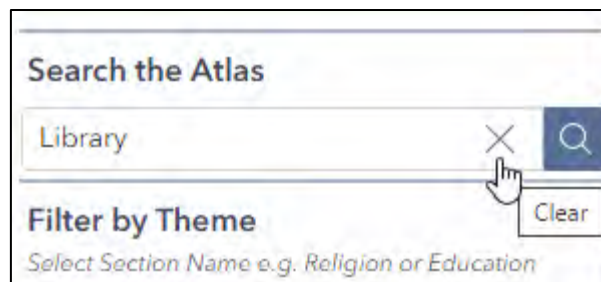 Search the Atlas
Library
Clear
Filter by Theme
Select Section Name e.g. Religion or Education